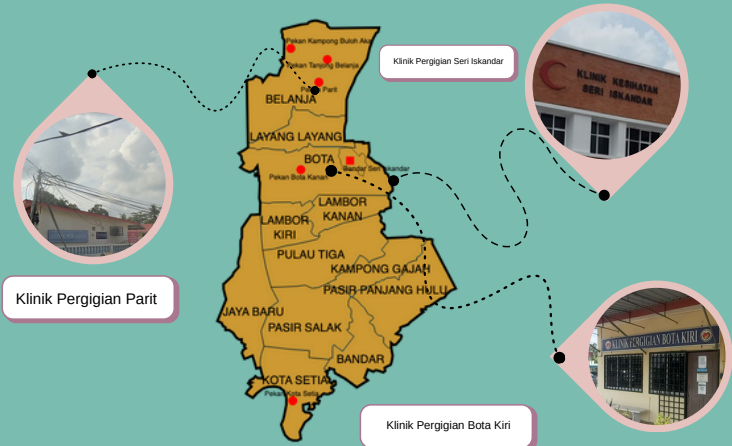 Pekan Kampong Buloh Akar
Pekan Tanjong Belanja
Pekan Parit
BELANJA
LAYANG LAYANG
BOTA
Bandar Seri Iskandar
Pekan Bota Kanan
LAMBOR
KANAN
LAMBOR
KIRI
PULAU TIGA
KAMPONG GAJAH
PASIR PANJANG HULU
JAYA BARU
PASIR SALAK
BANDAR
KOTA SETIA
Pekan Kota Setia
Klinik Pergigian Seri Iskandar
KLINIK KESIHATAN
SERI ISKANDAR
Klinik Pergigian Parit
KLINIK PERGIGIAN BOTA KIRI
Klinik Pergigian Bota Kiri